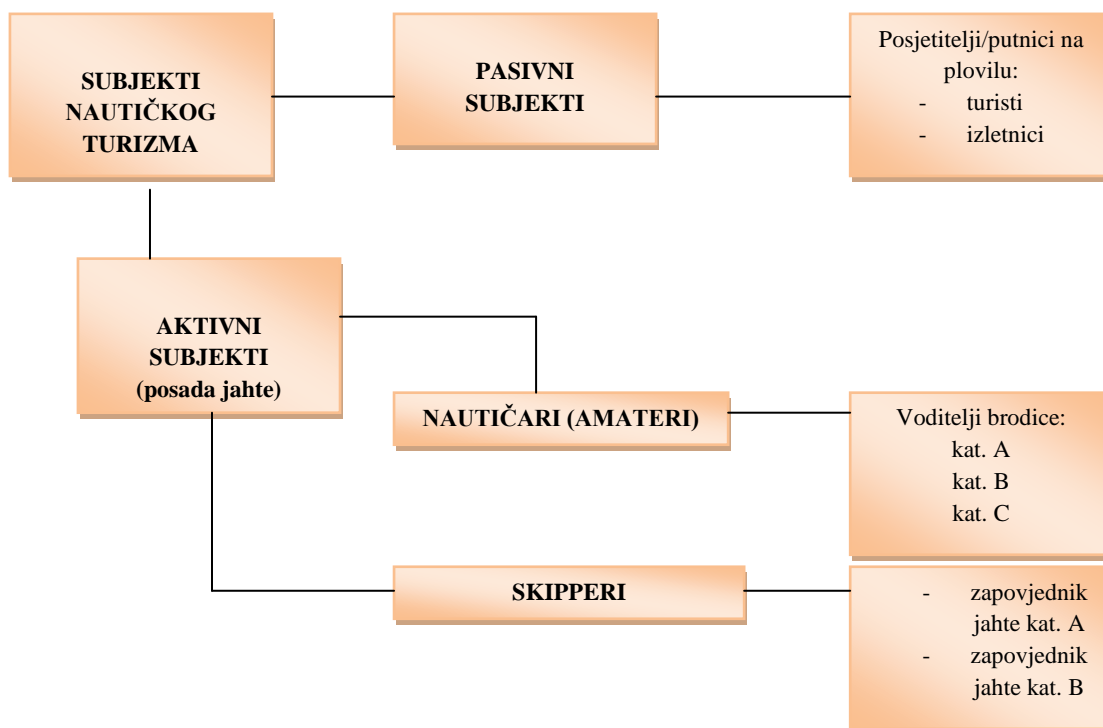 SUBJEKTI
NAUTIČKOG
TURIZMA
PASIVNI
SUBJEKTI
Posjetitelji/putnici na
plovilu:
- turisti
- izletnici
AKTIVNI
SUBJEKTI
(posada jahte)
NAUTIČARI (AMATERI)
Voditelji brodice:
kat. A
kat. B
kat. C
SKIPPERI
- zapovjednik
jahte kat. A
- zapovjednik
jahte kat. B